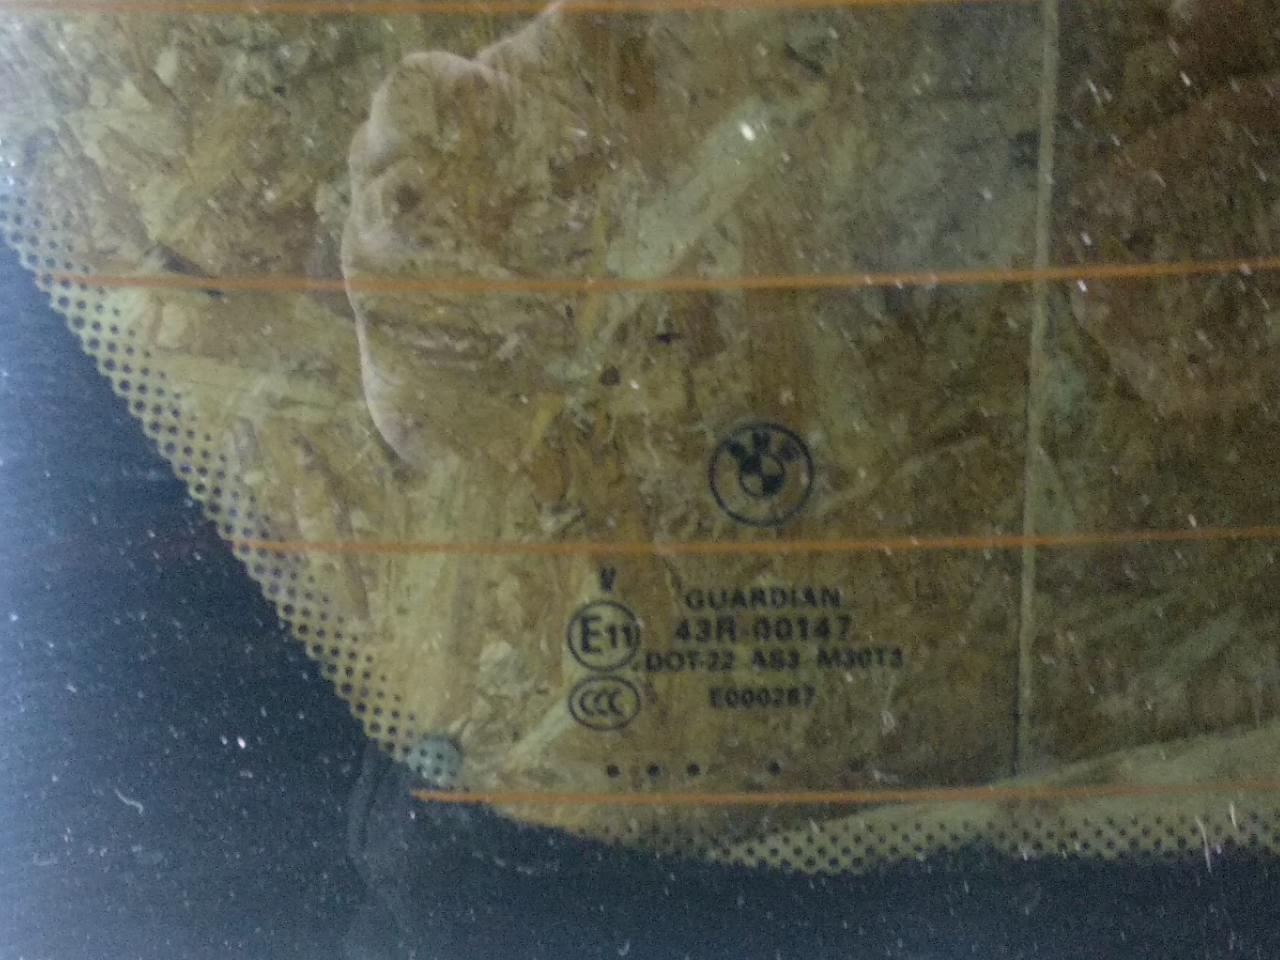 BMW
V
E11
GUARDIAN
43R-00147
DOT-22 AS3 M30T3
CCC
E000287